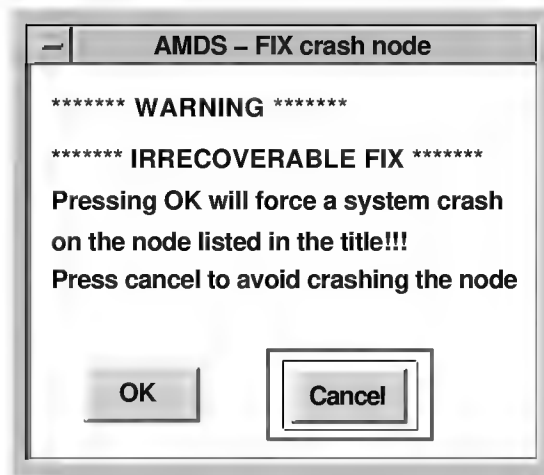 AMDS – FIX crash node
******* WARNING *******
******* IRRECOVERABLE FIX *******
Pressing OK will force a system crash
on the node listed in the title!!!
Press cancel to avoid crashing the node
OK Cancel